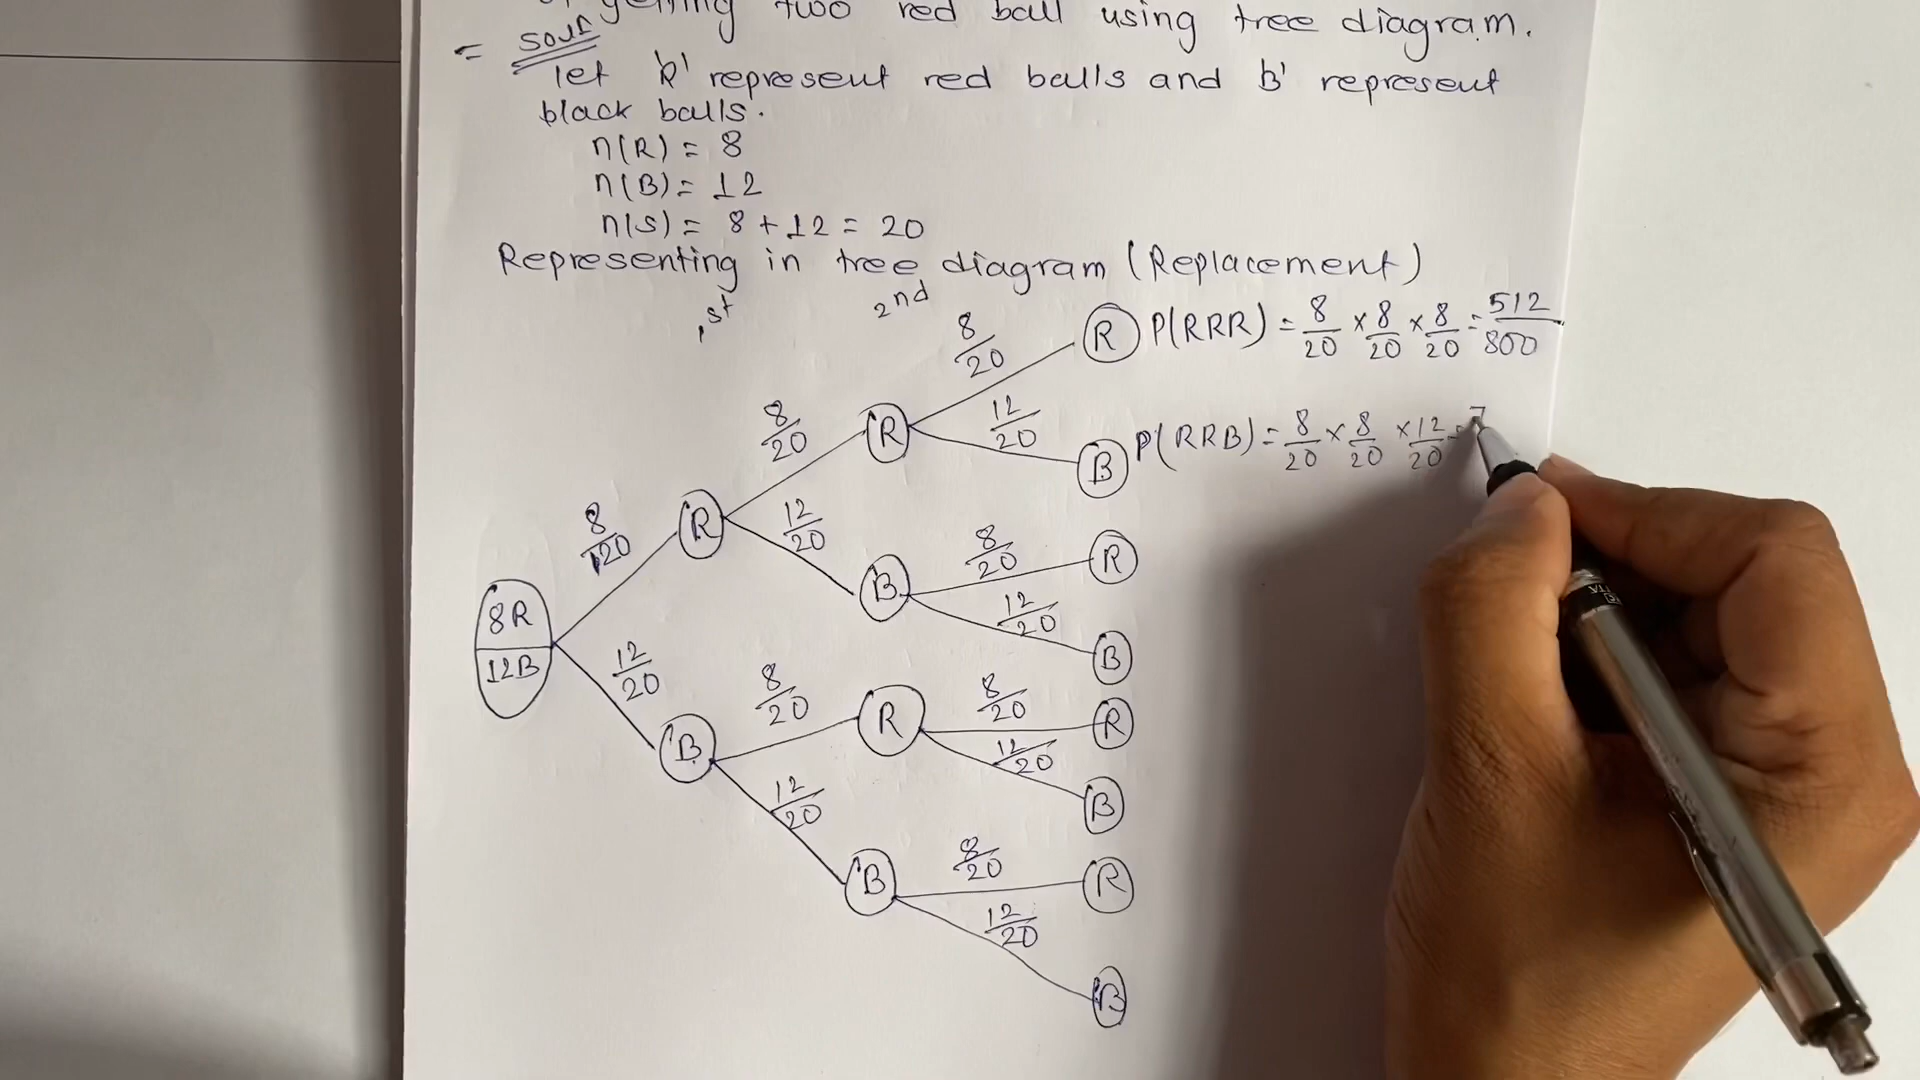 getting two red ball using tree diagram.
= soln
let 'R' represent red balls and B' represent
black balls.
n(R) = 8
n(B) = 12
n(S) = 8 + 12 = 20
Representing in tree diagram (Replacement)
1st 2nd
8/20 R P(RRR) = 8/20 × 8/20 × 8/20 = 512/800
8/20 R 12/20 B P(RRB) = 8/20 × 8/20 × 12/20 = 7
8/20 R 12/20 B 8/20 R
12/20 B
8R
12B
12/20 B 8/20 R 8/20 R
12/20 B
12/20 B 8/20 R
12/20 B